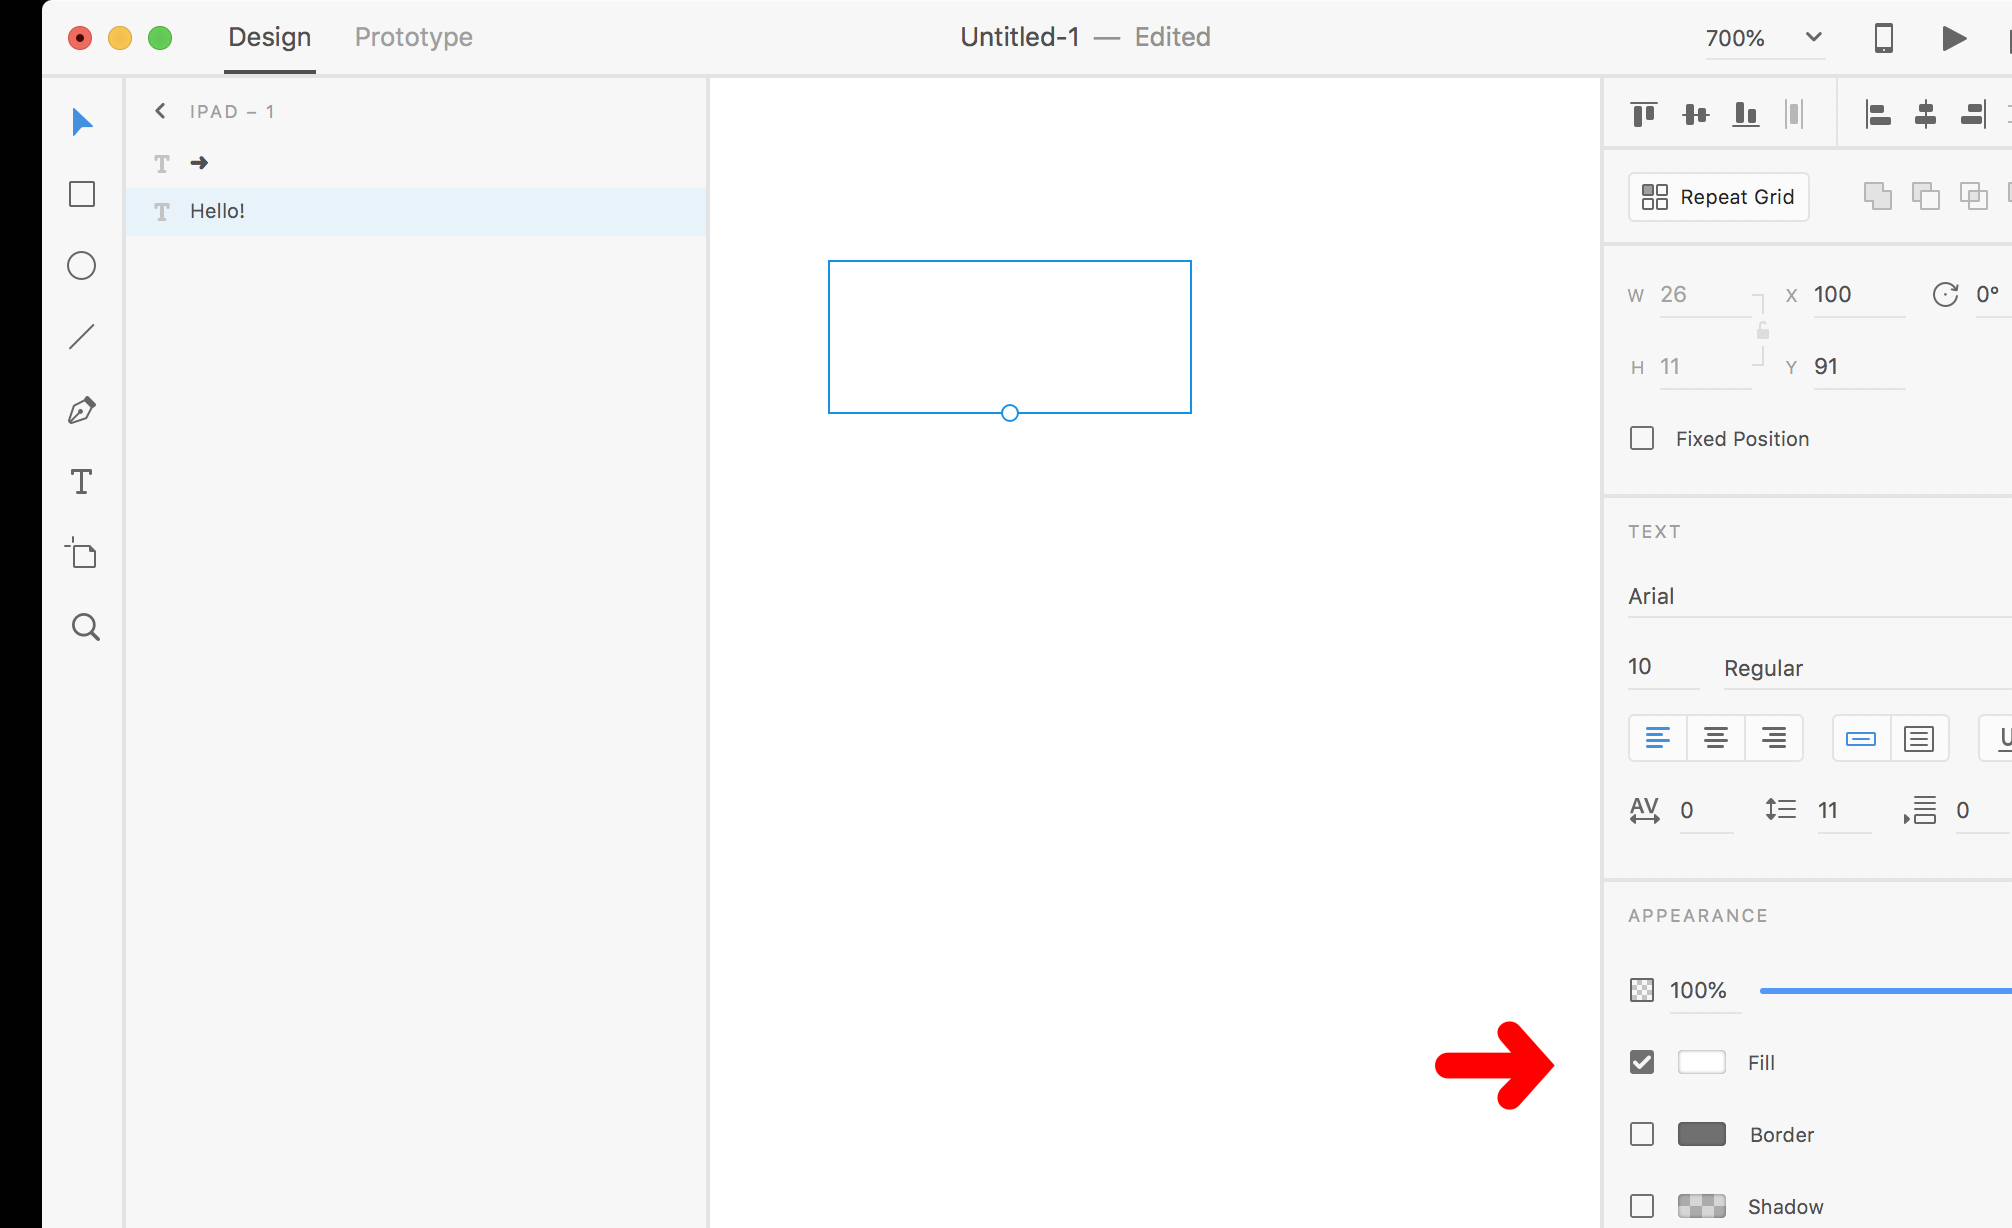 Design Prototype Untitled-1 — Edited 700%
IPAD – 1
➔
Hello!
Repeat Grid
W 26 X 100 0°
H 11 Y 91
Fixed Position
TEXT
Arial
10 Regular
U
AV 0 11 0
APPEARANCE
100%
Fill
Border
Shadow